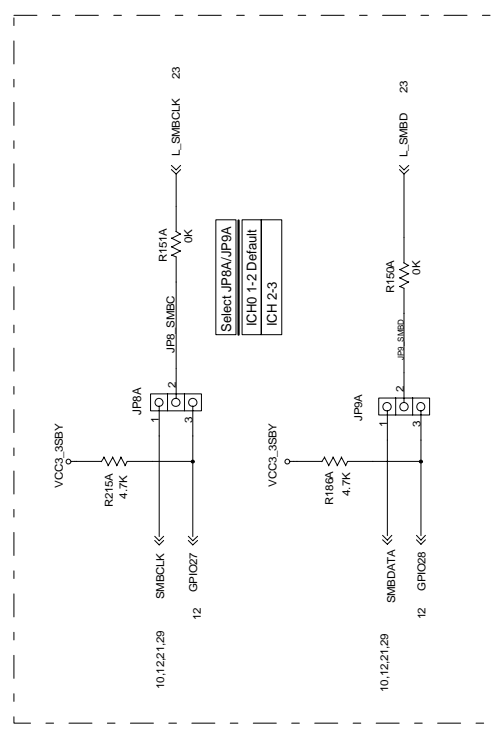 VCC3_3SBY
R215A
4.7K
JP8A
1
2
3
JP8_SMBC
R151A
0K
L_SMBCLK
23
10,12,21,29
SMBCLK
12
GPIO27
Select JP8A/JP9A
ICH0 1-2 Default
ICH 2-3
VCC3_3SBY
R186A
4.7K
JP9A
1
2
3
JP9_SMBD
R150A
0K
L_SMBD
23
10,12,21,29
SMBDATA
12
GPIO28